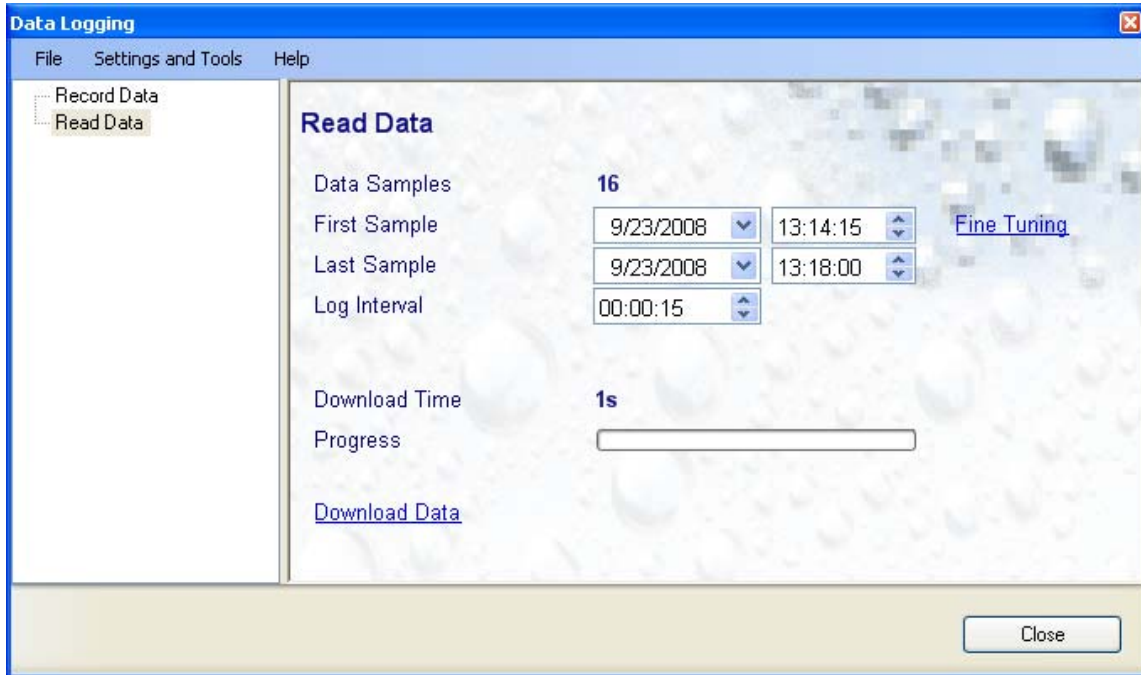 Data Logging
File Settings and Tools Help
Record Data
Read Data
Read Data
Data Samples 16
First Sample 9/23/2008 13:14:15 Fine Tuning
Last Sample 9/23/2008 13:18:00
Log Interval 00:00:15
Download Time 1s
Progress
Download Data
Close